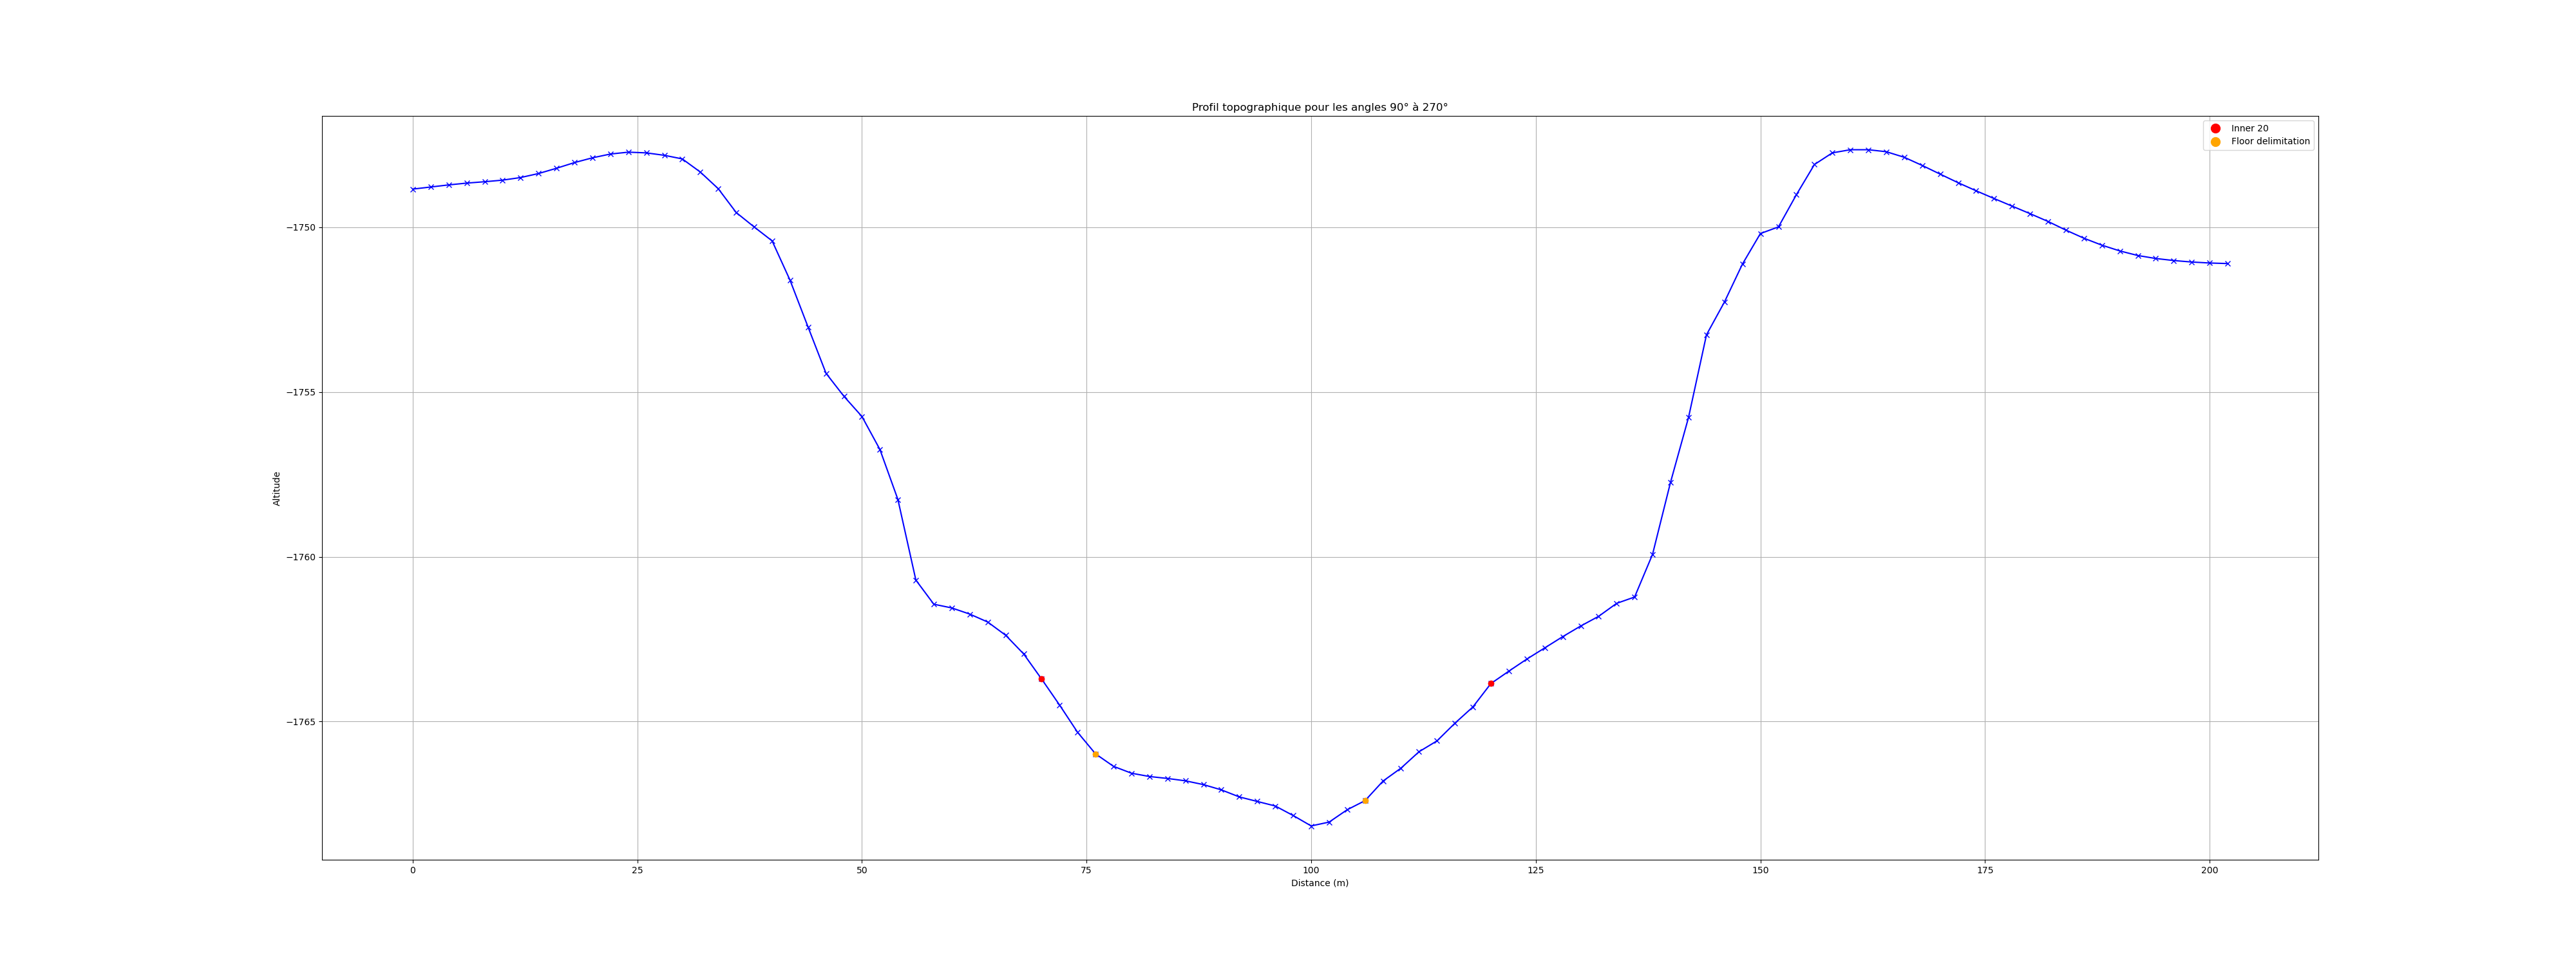 Profil topographique pour les angles 90° à 270°
Inner 20
Floor delimitation
Altitude
−1750
−1755
−1760
−1765
0 25 50 75 100 125 150 175 200
Distance (m)